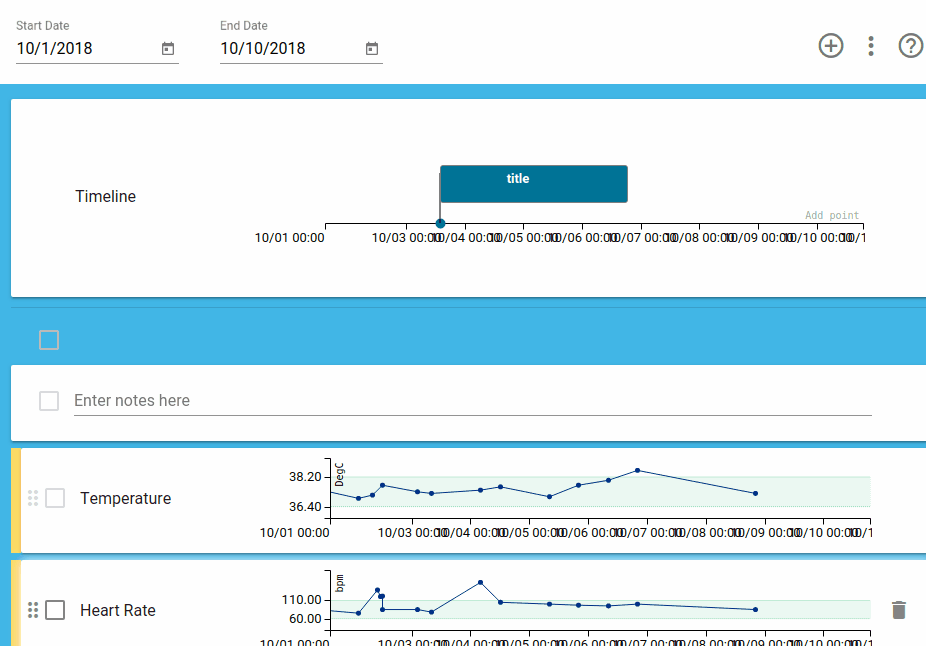 Start Date End Date
10/1/2018 10/10/2018
title
Timeline
Add point
10/01 00:00 10/03 00:00 10/04 00:00 10/05 00:00 10/06 00:00 10/07 00:00 10/08 00:00 10/09 00:00 10/10 00:00 10/1
Enter notes here
DegC
38.20
Temperature
36.40
10/01 00:00 10/03 00:00 10/04 00:00 10/05 00:00 10/06 00:00 10/07 00:00 10/08 00:00 10/09 00:00 10/10 00:00 10/1
bpm
110.00
Heart Rate
60.00
10/01 00:00 10/03 00:00 10/04 00:00 10/05 00:00 10/06 00:00 10/07 00:00 10/08 00:00 10/09 00:00 10/10 00:00 10/1